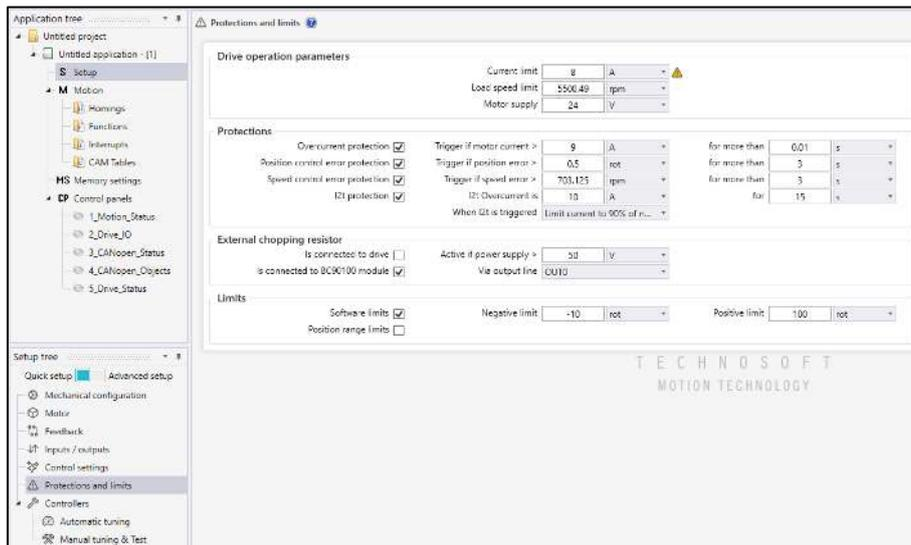 Application tree
Untitled project
Untitled application - [1]
S Setup
M Motion
Homings
Functions
Interrupts
CAM Tables
MS Memory settings
CP Control panels
1_Motion_Status
2_Drive_IO
3_CANopen_Status
4_CANopen_Objects
5_Drive_Status
Setup tree
Quick setup Advanced setup
Mechanical configuration
Motor
Feedback
Inputs / outputs
Control settings
Protections and limits
Controllers
Automatic tuning
Manual tuning & Test
Protections and limits
Drive operation parameters
Current limit 8 A
Load speed limit 5500.49 rpm
Motor supply 24 V
Protections
Overcurrent protection Trigger if motor current > 9 A for more than 0.01 s
Position control error protection Trigger if position error > 0.5 rot for more than 3 s
Speed control error protection Trigger if speed error > 703.125 rpm for more than 3 s
I2t protection I2t Overcurrent is 10 A for 15 s
When I2t is triggered Limit current to 90% of n...
External chopping resistor
Is connected to drive Active if power supply > 50 V
Is connected to BC90100 module Via output line OUT0
Limits
Software limits Negative limit -10 rot Positive limit 100 rot
Position range limits
TECHNOSOFT
MOTION TECHNOLOGY